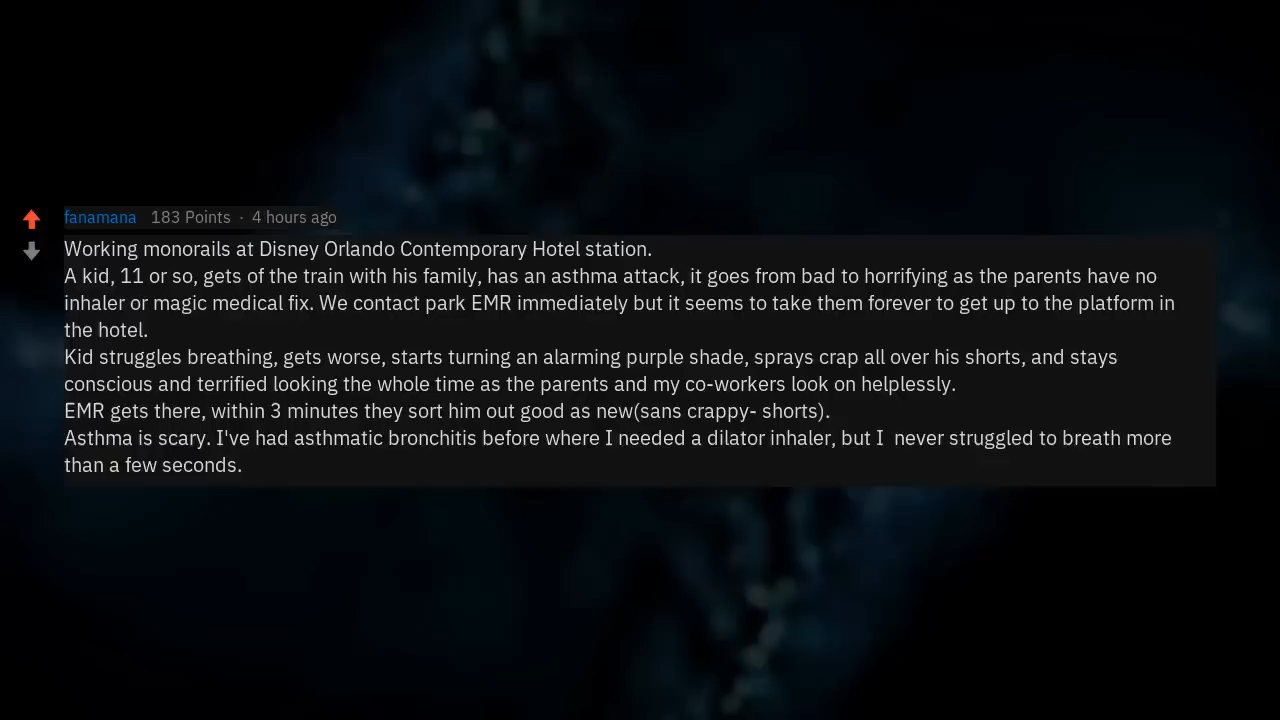 fanamana 183 Points · 4 hours ago
Working monorails at Disney Orlando Contemporary Hotel station.
A kid, 11 or so, gets of the train with his family, has an asthma attack, it goes from bad to horrifying as the parents have no
inhaler or magic medical fix. We contact park EMR immediately but it seems to take them forever to get up to the platform in
the hotel.
Kid struggles breathing, gets worse, starts turning an alarming purple shade, sprays crap all over his shorts, and stays
conscious and terrified looking the whole time as the parents and my co-workers look on helplessly.
EMR gets there, within 3 minutes they sort him out good as new(sans crappy- shorts).
Asthma is scary. I've had asthmatic bronchitis before where I needed a dilator inhaler, but I  never struggled to breath more
than a few seconds.